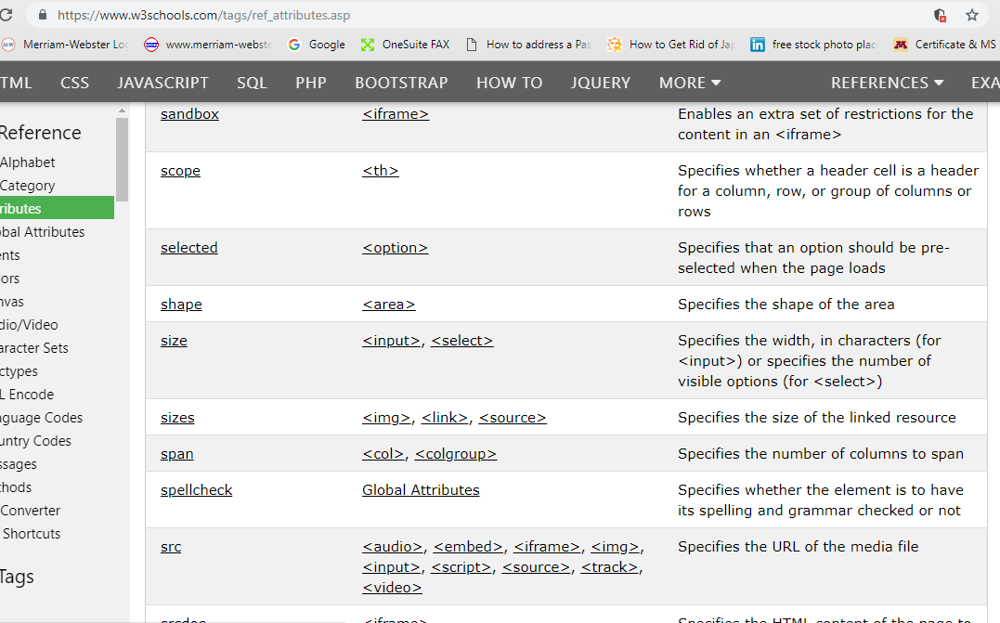 https://www.w3schools.com/tags/ref_attributes.asp
Merriam-Webster Lo
www.merriam-webste
Google
OneSuite FAX
How to address a Pas
How to Get Rid of Jap
free stock photo plac
Certificate & MS
TML CSS JAVASCRIPT SQL PHP BOOTSTRAP HOW TO JQUERY MORE REFERENCES EXA
Reference
Alphabet
Category
ributes
bal Attributes
ents
ors
nvas
dio/Video
aracter Sets
ctypes
L Encode
nguage Codes
untry Codes
ssages
thods
Converter
Shortcuts
Tags
sandbox <iframe> Enables an extra set of restrictions for the
content in an <iframe>
scope <th> Specifies whether a header cell is a header
for a column, row, or group of columns or
rows
selected <option> Specifies that an option should be pre-
selected when the page loads
shape <area> Specifies the shape of the area
size <input>, <select> Specifies the width, in characters (for
<input>) or specifies the number of
visible options (for <select>)
sizes <img>, <link>, <source> Specifies the size of the linked resource
span <col>, <colgroup> Specifies the number of columns to span
spellcheck Global Attributes Specifies whether the element is to have
its spelling and grammar checked or not
src <audio>, <embed>, <iframe>, <img>, Specifies the URL of the media file
<input>, <script>, <source>, <track>,
<video>
srcdoc <iframe> Specifies the HTML content of the page to